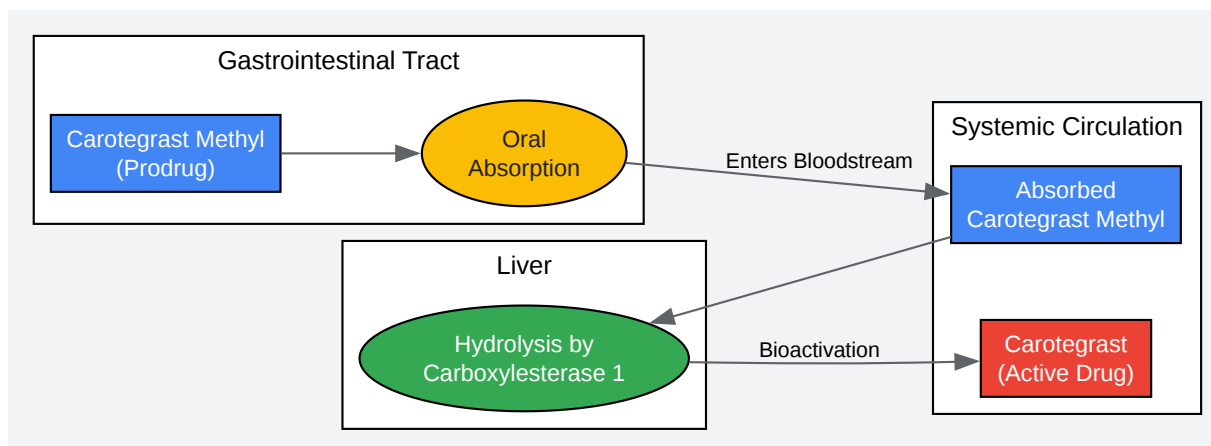 Gastrointestinal Tract
Carotegrast Methyl
(Prodrug)
Oral
Absorption
Enters Bloodstream
Systemic Circulation
Absorbed
Carotegrast Methyl
Liver
Hydrolysis by
Carboxylesterase 1
Bioactivation
Carotegrast
(Active Drug)